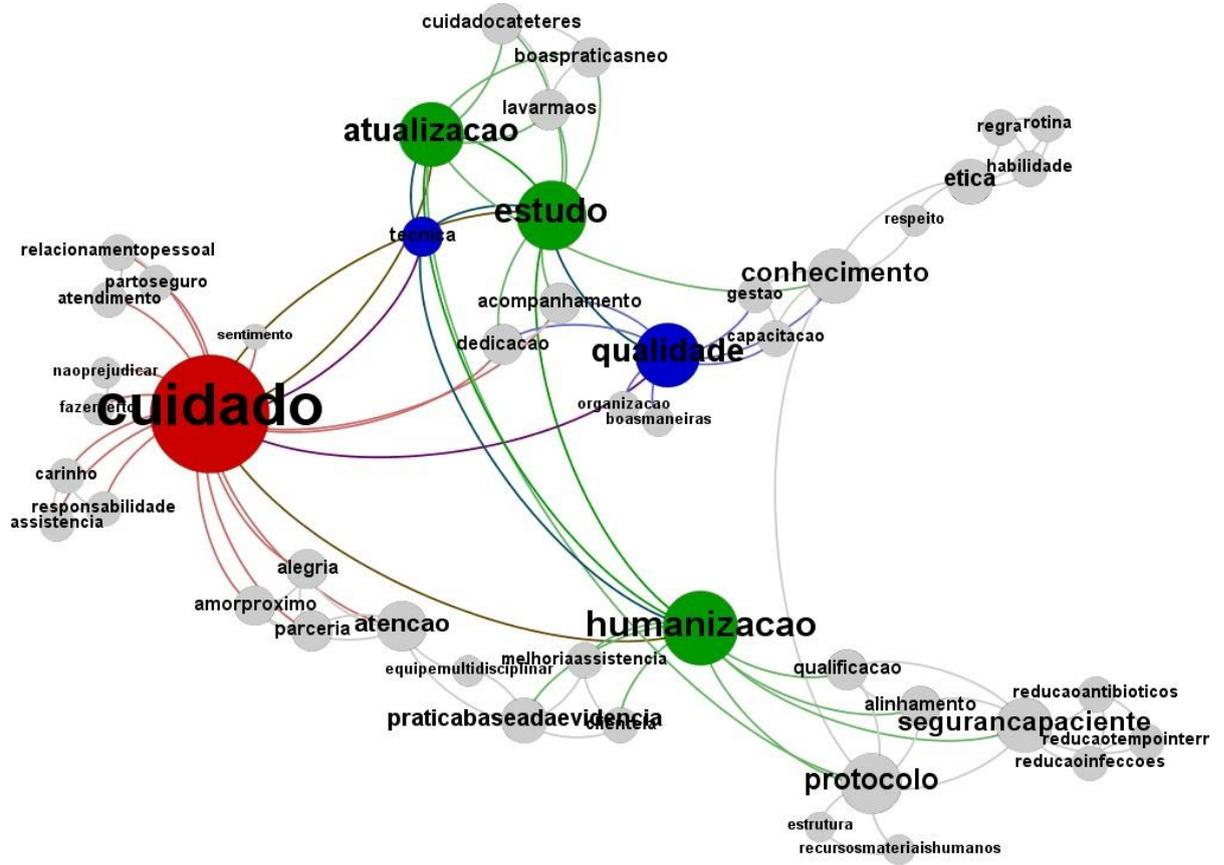 cuidadocateteres
boaspraticasneo
lavarmaos
atualizacao
regra
rotina
habilidade
etica
estudo
respeito
tecnica
relacionamentopessoal
partoseguro
atendimento
conhecimento
gestao
acompanhamento
sentimento
capacitacao
dedicacao
qualidade
naoprejudicar
cuidado
organizacao
boasmaneiras
carinho
responsabilidade
assistencia
alegria
amorproximo
parceria
atencao
humanizacao
melhoriaassistencia
equipemultidisciplinar
qualificacao
reducaoantibioticos
alinhamento
praticabaseadaevidencia
clientela
segurancapaciente
reducaotempointerr
reducaoinfeccoes
protocolo
estrutura
recursosmateriaishumanos